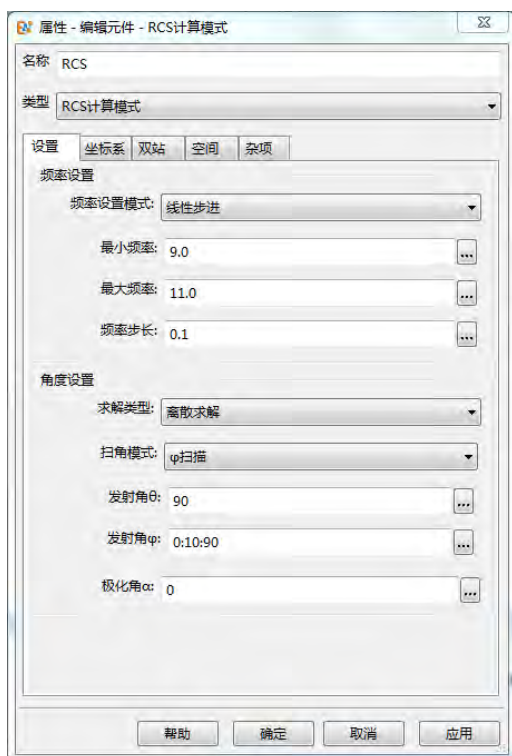 属性 - 编辑元件 - RCS计算模式
名称 RCS
类型 RCS计算模式
设置 坐标系 双站 空间 杂项
频率设置
频率设置模式: 线性步进
最小频率: 9.0 ...
最大频率: 11.0 ...
频率步长: 0.1 ...
角度设置
求解类型: 离散求解
扫角模式: φ扫描
发射角θ: 90 ...
发射角φ: 0:10:90 ...
极化角α: 0 ...
帮助 确定 取消 应用